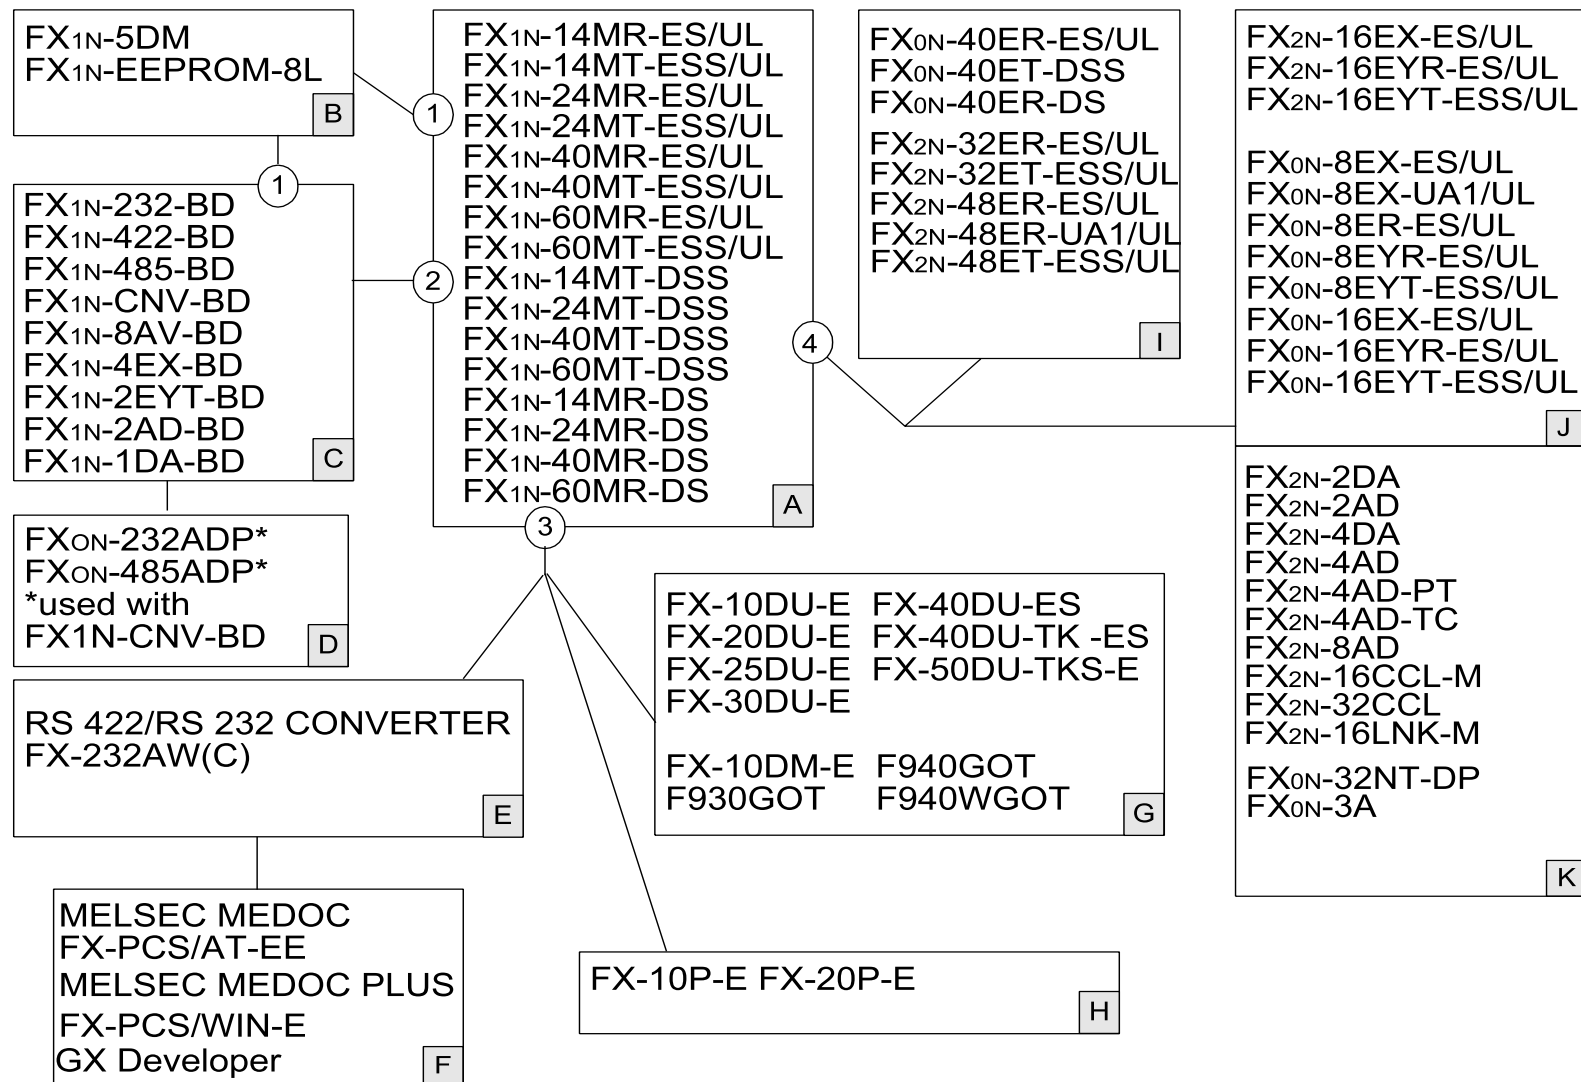 FX1N-5DM
FX1N-EEPROM-8L
B
1
1
FX1N-232-BD
FX1N-422-BD
FX1N-485-BD
FX1N-CNV-BD
FX1N-8AV-BD
FX1N-4EX-BD
FX1N-2EYT-BD
FX1N-2AD-BD
FX1N-1DA-BD
C
2
FXON-232ADP*
FXON-485ADP*
*used with
FX1N-CNV-BD
D
FX1N-14MR-ES/UL
FX1N-14MT-ESS/UL
FX1N-24MR-ES/UL
FX1N-24MT-ESS/UL
FX1N-40MR-ES/UL
FX1N-40MT-ESS/UL
FX1N-60MR-ES/UL
FX1N-60MT-ESS/UL
FX1N-14MT-DSS
FX1N-24MT-DSS
FX1N-40MT-DSS
FX1N-60MT-DSS
FX1N-14MR-DS
FX1N-24MR-DS
FX1N-40MR-DS
FX1N-60MR-DS
A
3
4
FX0N-40ER-ES/UL
FX0N-40ET-DSS
FX0N-40ER-DS
FX2N-32ER-ES/UL
FX2N-32ET-ESS/UL
FX2N-48ER-ES/UL
FX2N-48ER-UA1/UL
FX2N-48ET-ESS/UL
I
FX2N-16EX-ES/UL
FX2N-16EYR-ES/UL
FX2N-16EYT-ESS/UL
FX0N-8EX-ES/UL
FX0N-8EX-UA1/UL
FX0N-8ER-ES/UL
FX0N-8EYR-ES/UL
FX0N-8EYT-ESS/UL
FX0N-16EX-ES/UL
FX0N-16EYR-ES/UL
FX0N-16EYT-ESS/UL
J
FX2N-2DA
FX2N-2AD
FX2N-4DA
FX2N-4AD
FX2N-4AD-PT
FX2N-4AD-TC
FX2N-8AD
FX2N-16CCL-M
FX2N-32CCL
FX2N-16LNK-M
FX0N-32NT-DP
FX0N-3A
K
RS 422/RS 232 CONVERTER
FX-232AW(C)
E
FX-10DU-E FX-40DU-ES
FX-20DU-E FX-40DU-TK -ES
FX-25DU-E FX-50DU-TKS-E
FX-30DU-E
FX-10DM-E F940GOT
F930GOT F940WGOT
G
MELSEC MEDOC
FX-PCS/AT-EE
MELSEC MEDOC PLUS
FX-PCS/WIN-E
GX Developer
F
FX-10P-E FX-20P-E
H